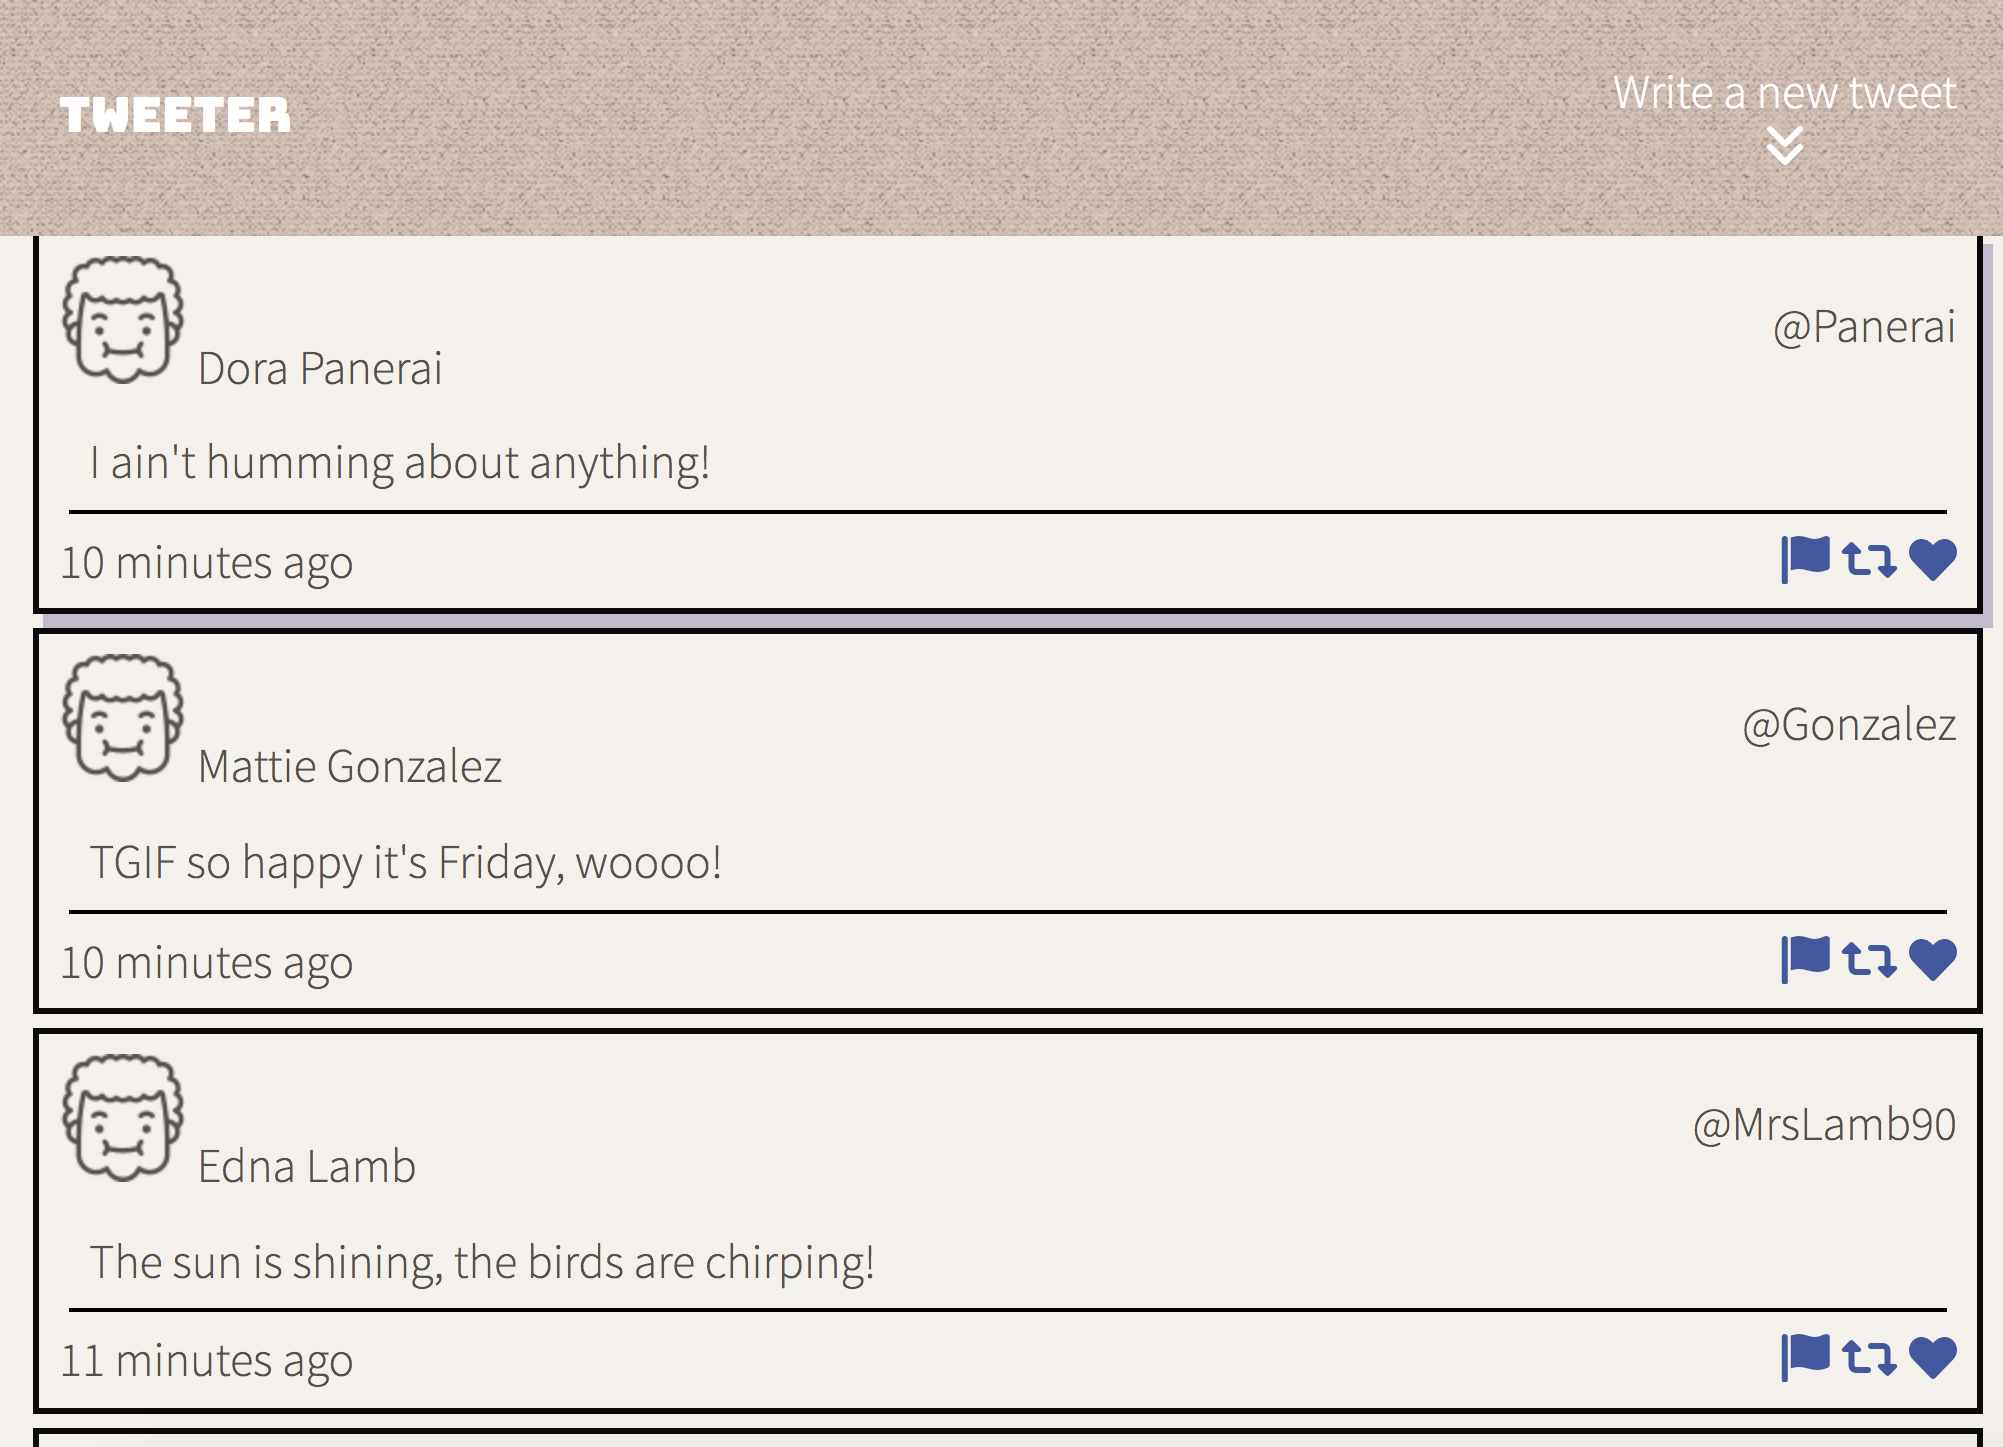 TWEETER
Write a new tweet
Dora Panerai
@Panerai
I ain't humming about anything!
10 minutes ago
Mattie Gonzalez
@Gonzalez
TGIF so happy it's Friday, woooo!
10 minutes ago
Edna Lamb
@MrsLamb90
The sun is shining, the birds are chirping!
11 minutes ago